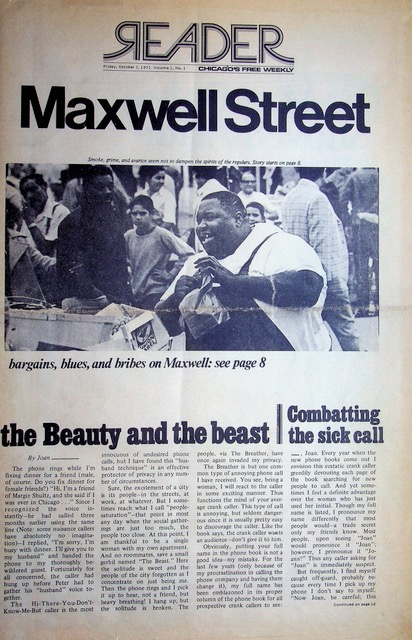 READER
Friday, October 1, 1971 Volume 1, No. 1
CHICAGO'S FREE WEEKLY
Maxwell Street
Smoke, grime, and avarice seem not to dampen the spirits of the regulars. Story starts on page 8.
bargains, blues, and bribes on Maxwell: see page 8
the Beauty and the beast
By Joan
The phone rings while I'm
fixing dinner for a friend (male,
of course. Do you fix dinner for
female friends?) "Hi. I'm a friend
of Margie Shultz, and she said if I
was ever in Chicago . . ." Since I
recognized the voice in-
stantly—he had called three
months earlier using the same
line (Note: some nuisance callers
have absolutely no imagina-
tion)—I replied, "I'm sorry, I'm
busy with dinner. I'll give you to
my husband" and handed the
phone to my thoroughly be-
wildered guest. Fortunately for
all concerned, the caller had
hung up before Peter had to
gather his "husband" voice to-
gether.
The Hi-There-You-Don't-
Know-Me-But caller is the most
innocuous of undesired phone
calls, but I have found this "hus-
band technique" is an effective
protector of privacy in any num-
ber of circumstances.
Sure, the excitement of a city
is its people—in the streets, at
work, at whatever. But I some-
times reach what I call "people-
saturation"—that point in most
any day when the social gather-
ings are just too much, the
people too close. At this point, I
am thankful to be a single
woman with my own apartment.
And no roommates, save a small
gerbil named "The Beast." Here
the solitude is sweet and the
people of the city forgotten as I
concentrate on just being me.
Then the phone rings and I pick
it up to hear, not a friend, but
heavy breathing! I hang up, but
the solitude is broken. The
people, via The Breather, have
once again invaded my privacy.
The Breather is but one com-
mon type of annoying phone call
I have received. You see, being a
woman, I will react to the caller
in some exciting manner. Thus
functions the mind of your aver-
age crank caller. This type of call
is annoying, but seldom danger-
ous since it is usually pretty easy
to discourage the caller. Like the
book says, the crank caller wants
an audience—don't give it to him.
Obviously, putting your full
name in the phone book is not a
good idea—my mistake. For the
last few years (only because of
my procrastination in calling the
phone company and having them
change it), my full name has
been emblazoned in its proper
column of the phone book for all
prospective crank callers to see:
Combatting
the sick call
Joan. Every year when the
new phone books come out I
envision this ecstatic crank caller
greedily devouring each page of
the book searching for new
people to call. And yet some-
times I feel a definite advantage
over the woman who has just
used her initial. Though my full
name is listed, I pronounce my
name differently that most
people would—a trade secret
only my friends know. Most
people, upon seeing "Joan"
would pronounce it "Joan";
however, I pronounce it "Jo-
ann!" Thus any caller asking for
"Joan" is immediately suspect.
But frequently, I find myself
caught off-guard, probably be-
cause every time I pick up my
phone I don't say to myself,
"Now Joan, be careful; this
Continued on page 12